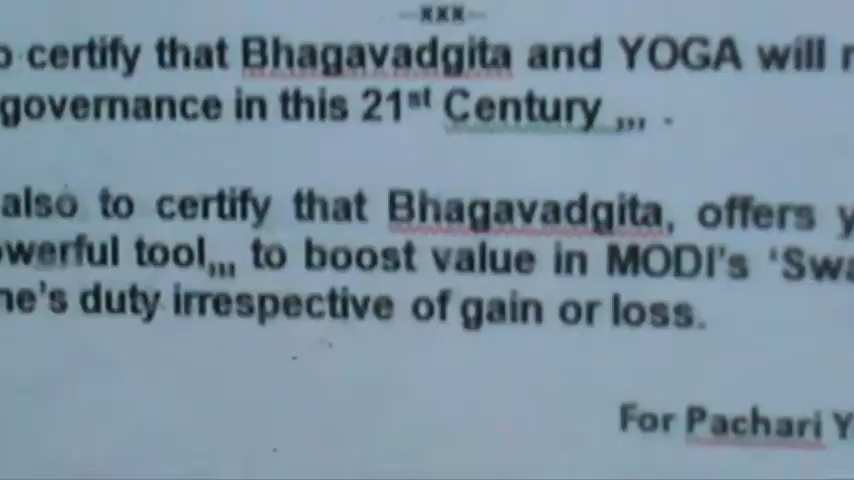 -xxx-
o certify that Bhagavadgita and YOGA will
governance in this 21st Century ,,, .
also to certify that Bhagavadgita, offers y
werful tool,,, to boost value in MODI's 'Swa
ne's duty irrespective of gain or loss.
For Pachari Y